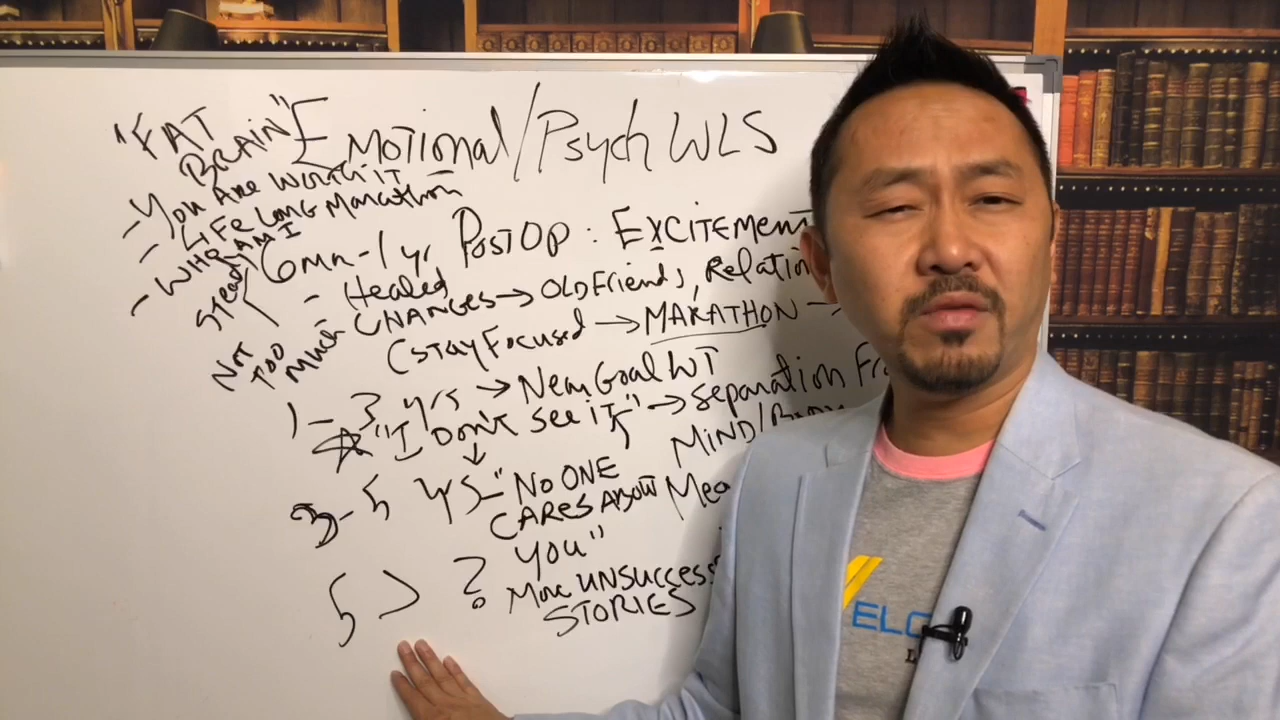 "FAT
BRAIN"
EMOTIONAL/Psych WLS
-YOU ARE WORTH IT
- LIFE LONG MARATHON
- WHO AM I
6mn-1 yr POSTOP: EXCITEMENT
STEADY
- Healed
NOT TOO MUCH
CHANGES → OLD FRIENDS, RELATION
(STAY FOCUSED → MARATHON →
1-3 yrs → Near Goal WT
☆ "I DON'T SEE IT" → SEPARATION FR
MIND/BODY
3-5 yrs - "NO ONE
CARES ABOUT
YOU"
5 > ? More UNSUCCESS
STORIES
ELC
L